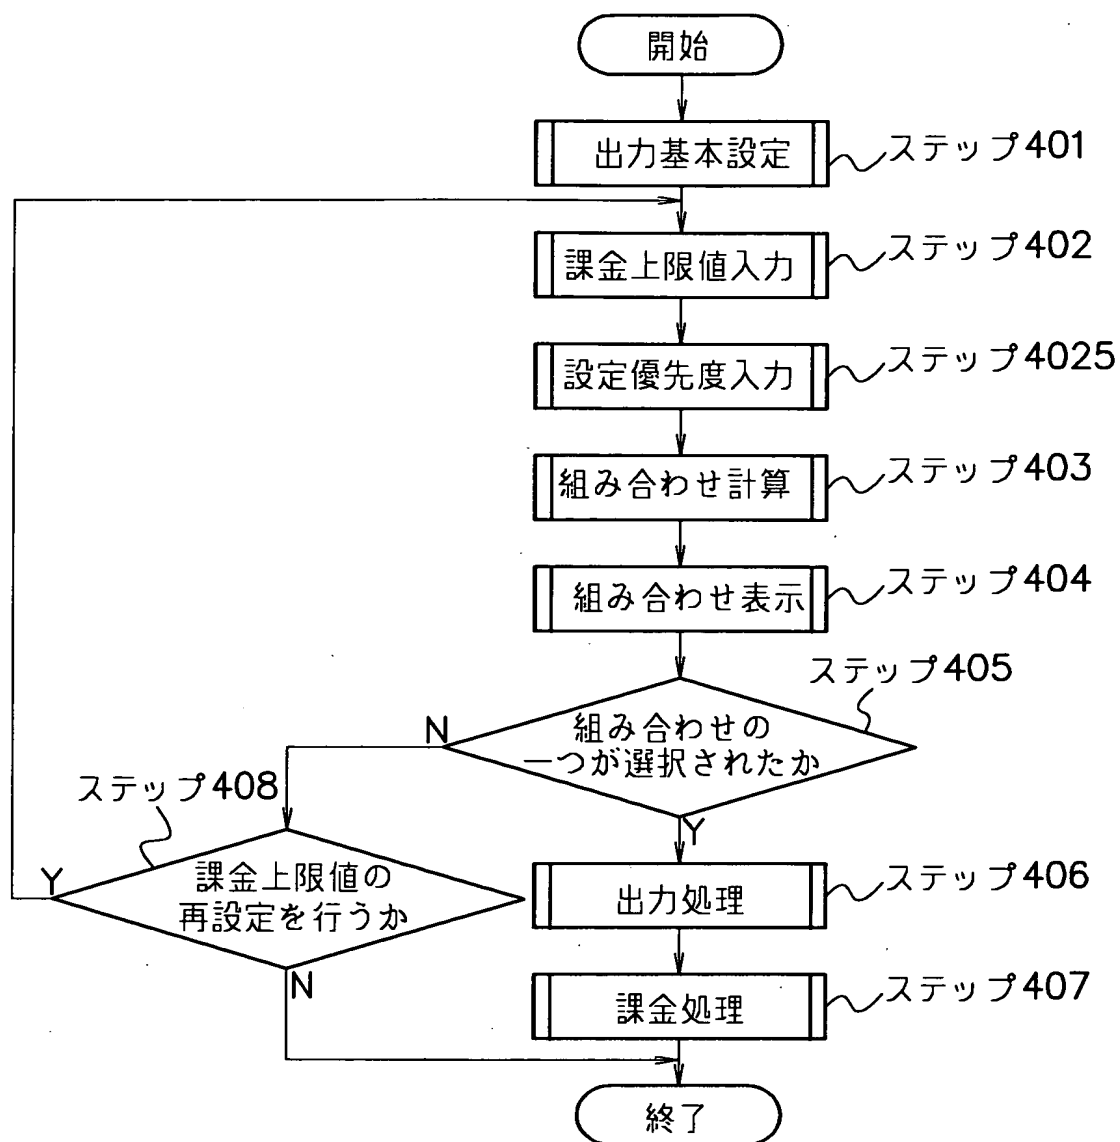 開始
出力基本設定
ステップ401
課金上限値入力
ステップ402
設定優先度入力
ステップ4025
組み合わせ計算
ステップ403
組み合わせ表示
ステップ404
ステップ405
組み合わせの
一つが選択されたか
N
Y
ステップ408
課金上限値の
再設定を行うか
Y
N
出力処理
ステップ406
課金処理
ステップ407
終了